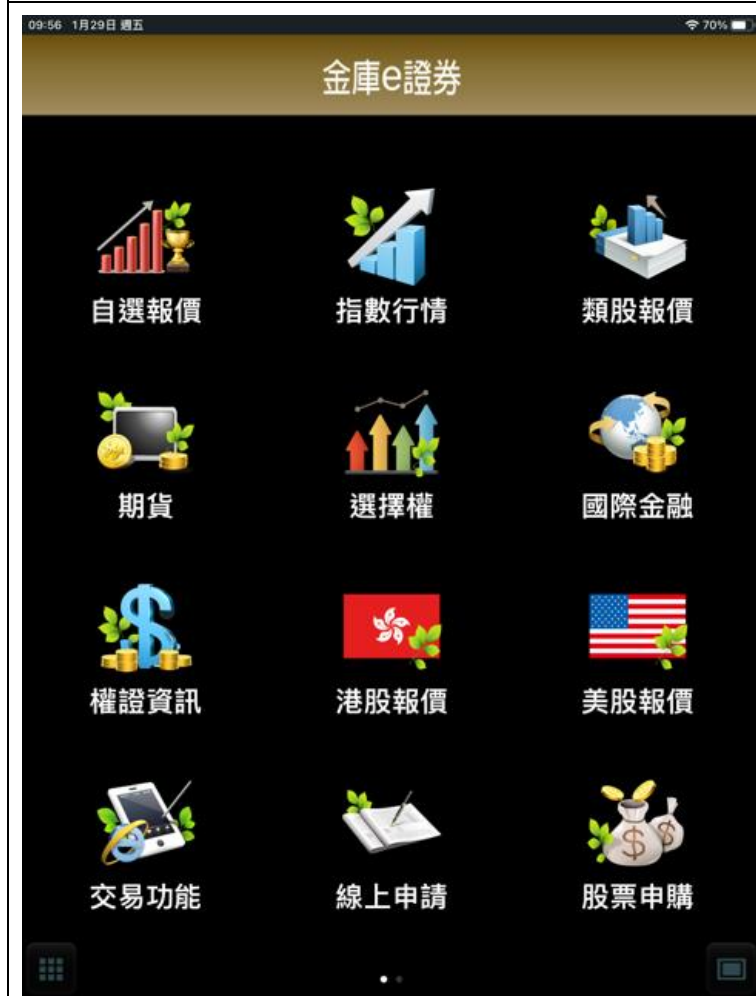 09:56 1月29日 週五 70%
金庫e證券
自選報價 指數行情 類股報價
期貨 選擇權 國際金融
權證資訊 港股報價 美股報價
交易功能 線上申請 股票申購